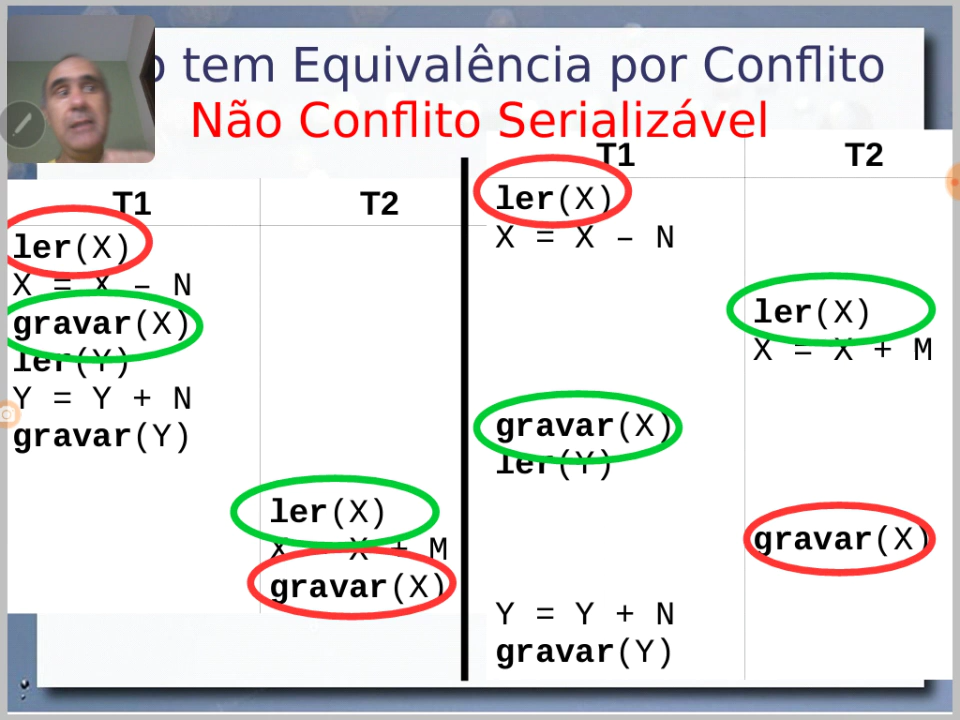 tem Equivalência por Conflito
Não Conflito Serializável
T1 T2
ler(X)
X = X – N
gravar(X)
ler(Y)
Y = Y + N
gravar(Y)
ler(X)
X = X + M
gravar(X)
T1 T2
ler(X)
X = X – N
ler(X)
X = X + M
gravar(X)
ler(Y)
gravar(X)
Y = Y + N
gravar(Y)